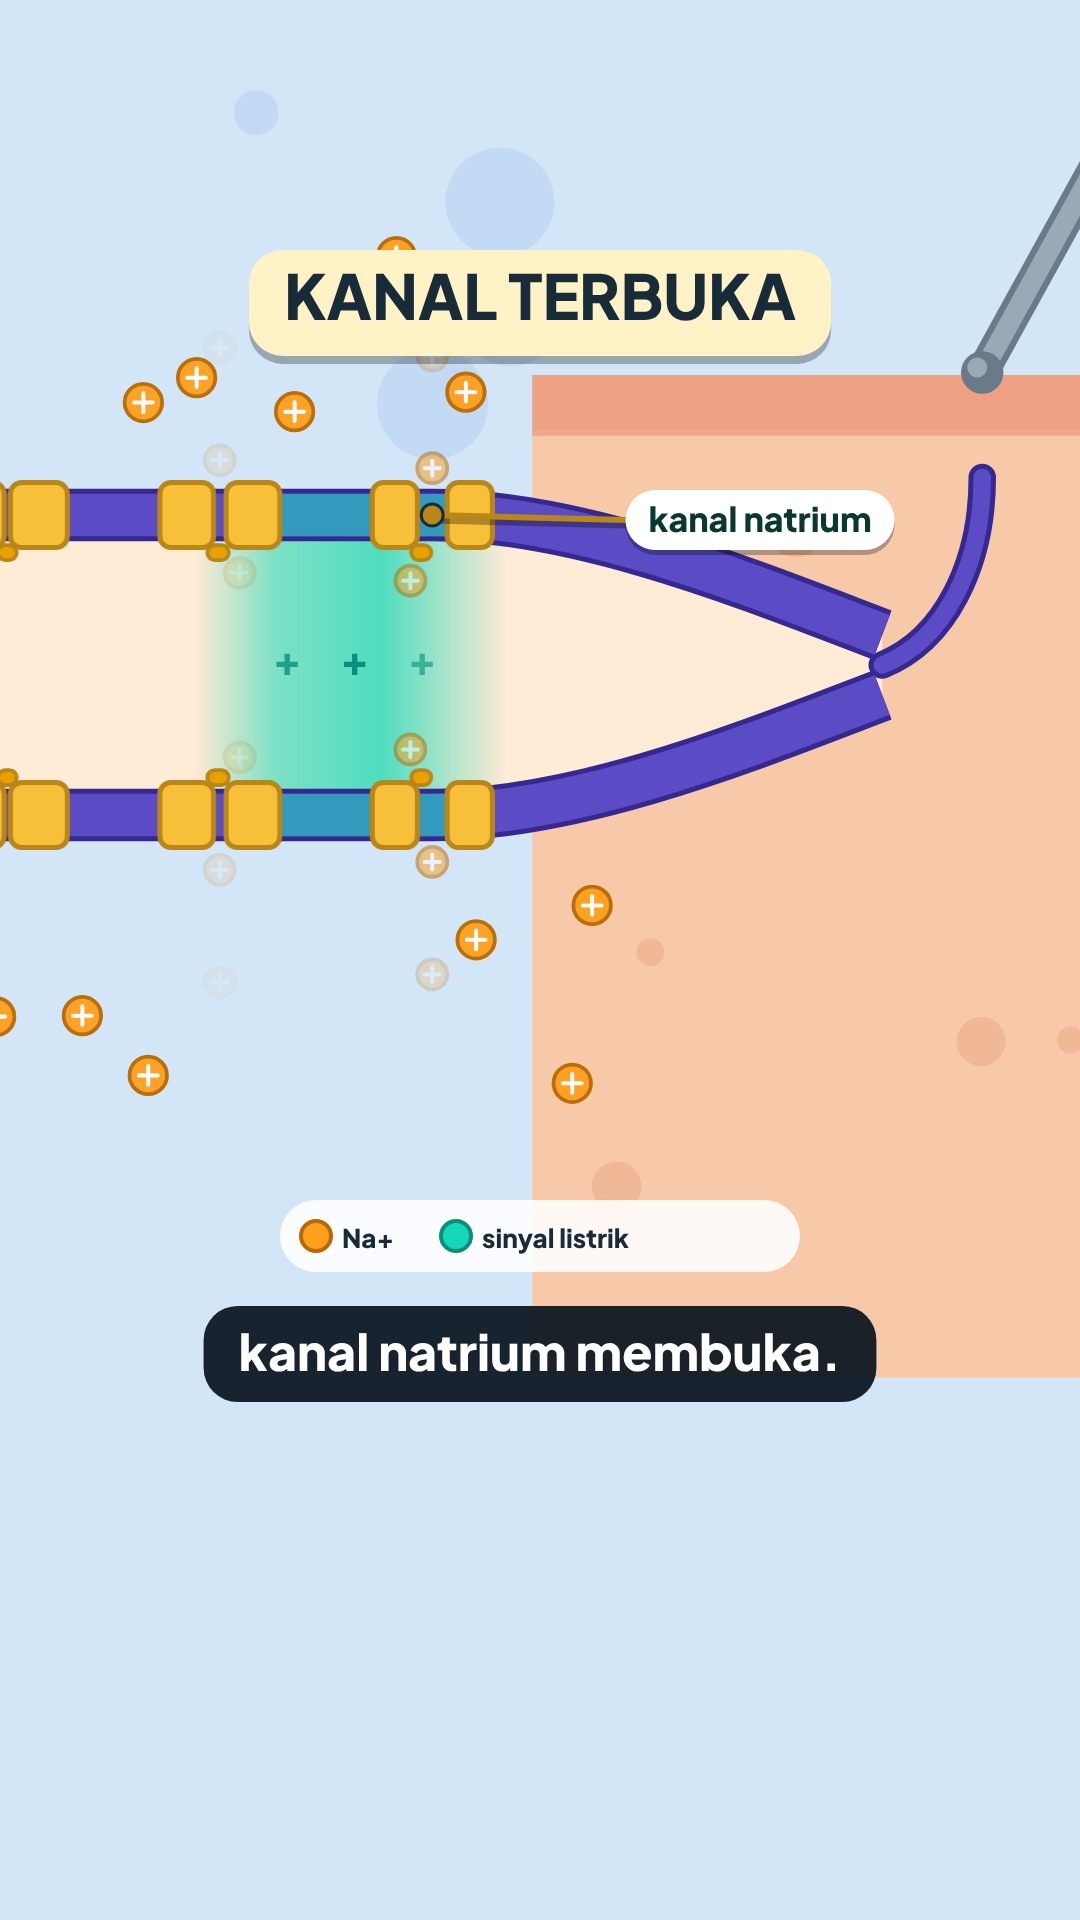 KANAL TERBUKA
kanal natrium
+ + +
Na+
sinyal listrik
kanal natrium membuka.